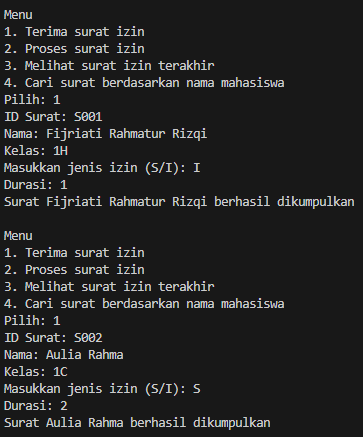 Menu
1. Terima surat izin
2. Proses surat izin
3. Melihat surat izin terakhir
4. Cari surat berdasarkan nama mahasiswa
Pilih: 1
ID Surat: S001
Nama: Fijriati Rahmatur Rizqi
Kelas: 1H
Masukkan jenis izin (S/I): I
Durasi: 1
Surat Fijriati Rahmatur Rizqi berhasil dikumpulkan

Menu
1. Terima surat izin
2. Proses surat izin
3. Melihat surat izin terakhir
4. Cari surat berdasarkan nama mahasiswa
Pilih: 1
ID Surat: S002
Nama: Aulia Rahma
Kelas: 1C
Masukkan jenis izin (S/I): S
Durasi: 2
Surat Aulia Rahma berhasil dikumpulkan